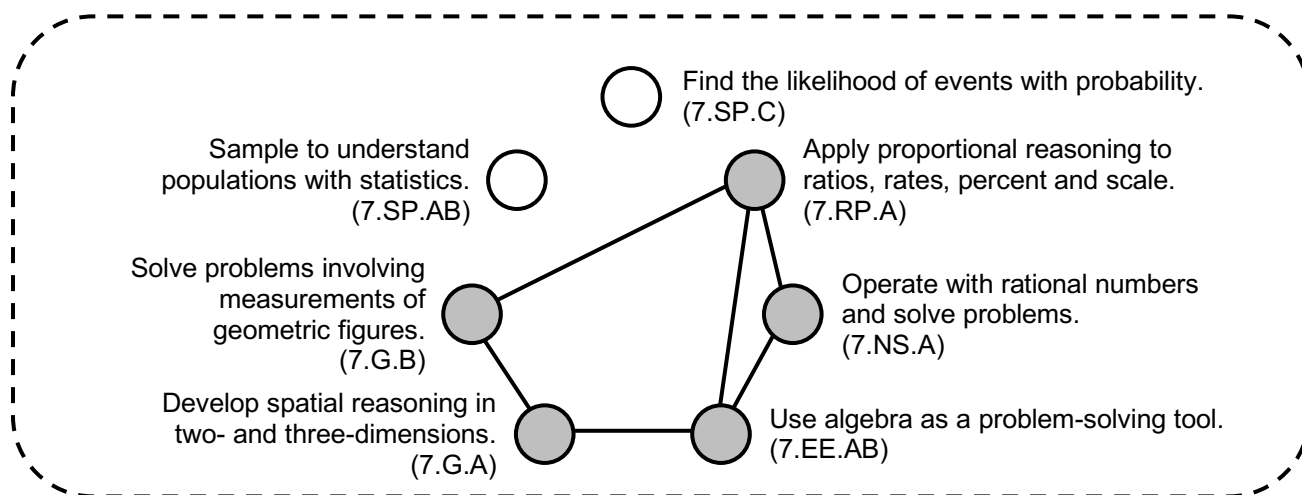 Find the likelihood of events with probability.
(7.SP.C)
Sample to understand
populations with statistics.
(7.SP.AB)
Apply proportional reasoning to
ratios, rates, percent and scale.
(7.RP.A)
Solve problems involving
measurements of
geometric figures.
(7.G.B)
Operate with rational numbers
and solve problems.
(7.NS.A)
Develop spatial reasoning in
two- and three-dimensions.
(7.G.A)
Use algebra as a problem-solving tool.
(7.EE.AB)